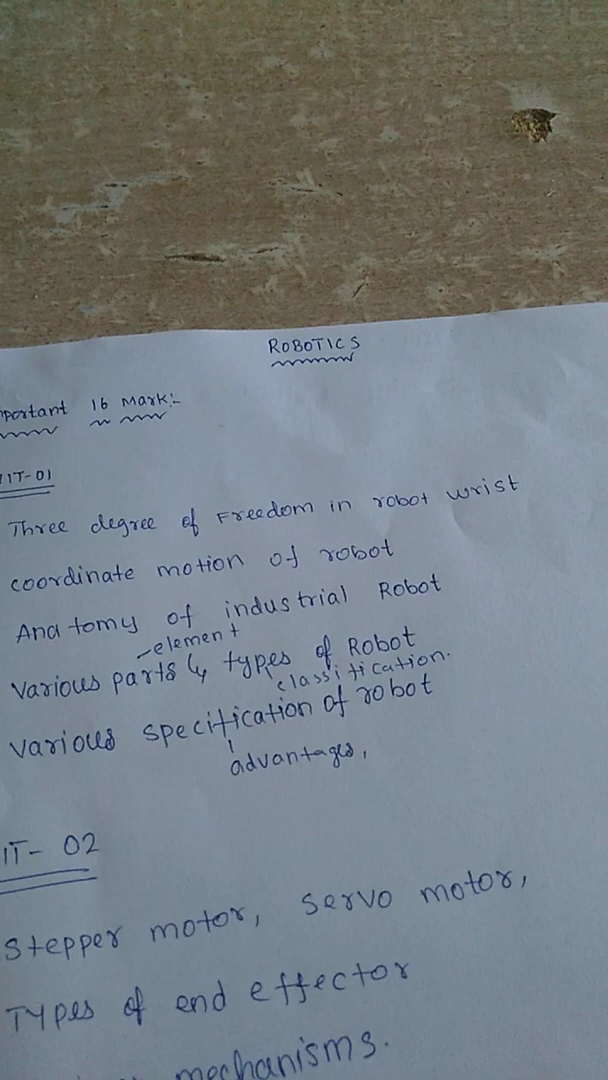 ROBOTICS
portant 16 Mark:-
IT-01
Three degree of Freedom in robot wrist
coordinate motion of robot
Anatomy of industrial Robot
-element
Various parts & types of Robot
classification.
Various specification of robot
advantages,
IT- 02
Stepper motor, servo motor,
Types of end effector
mechanisms.